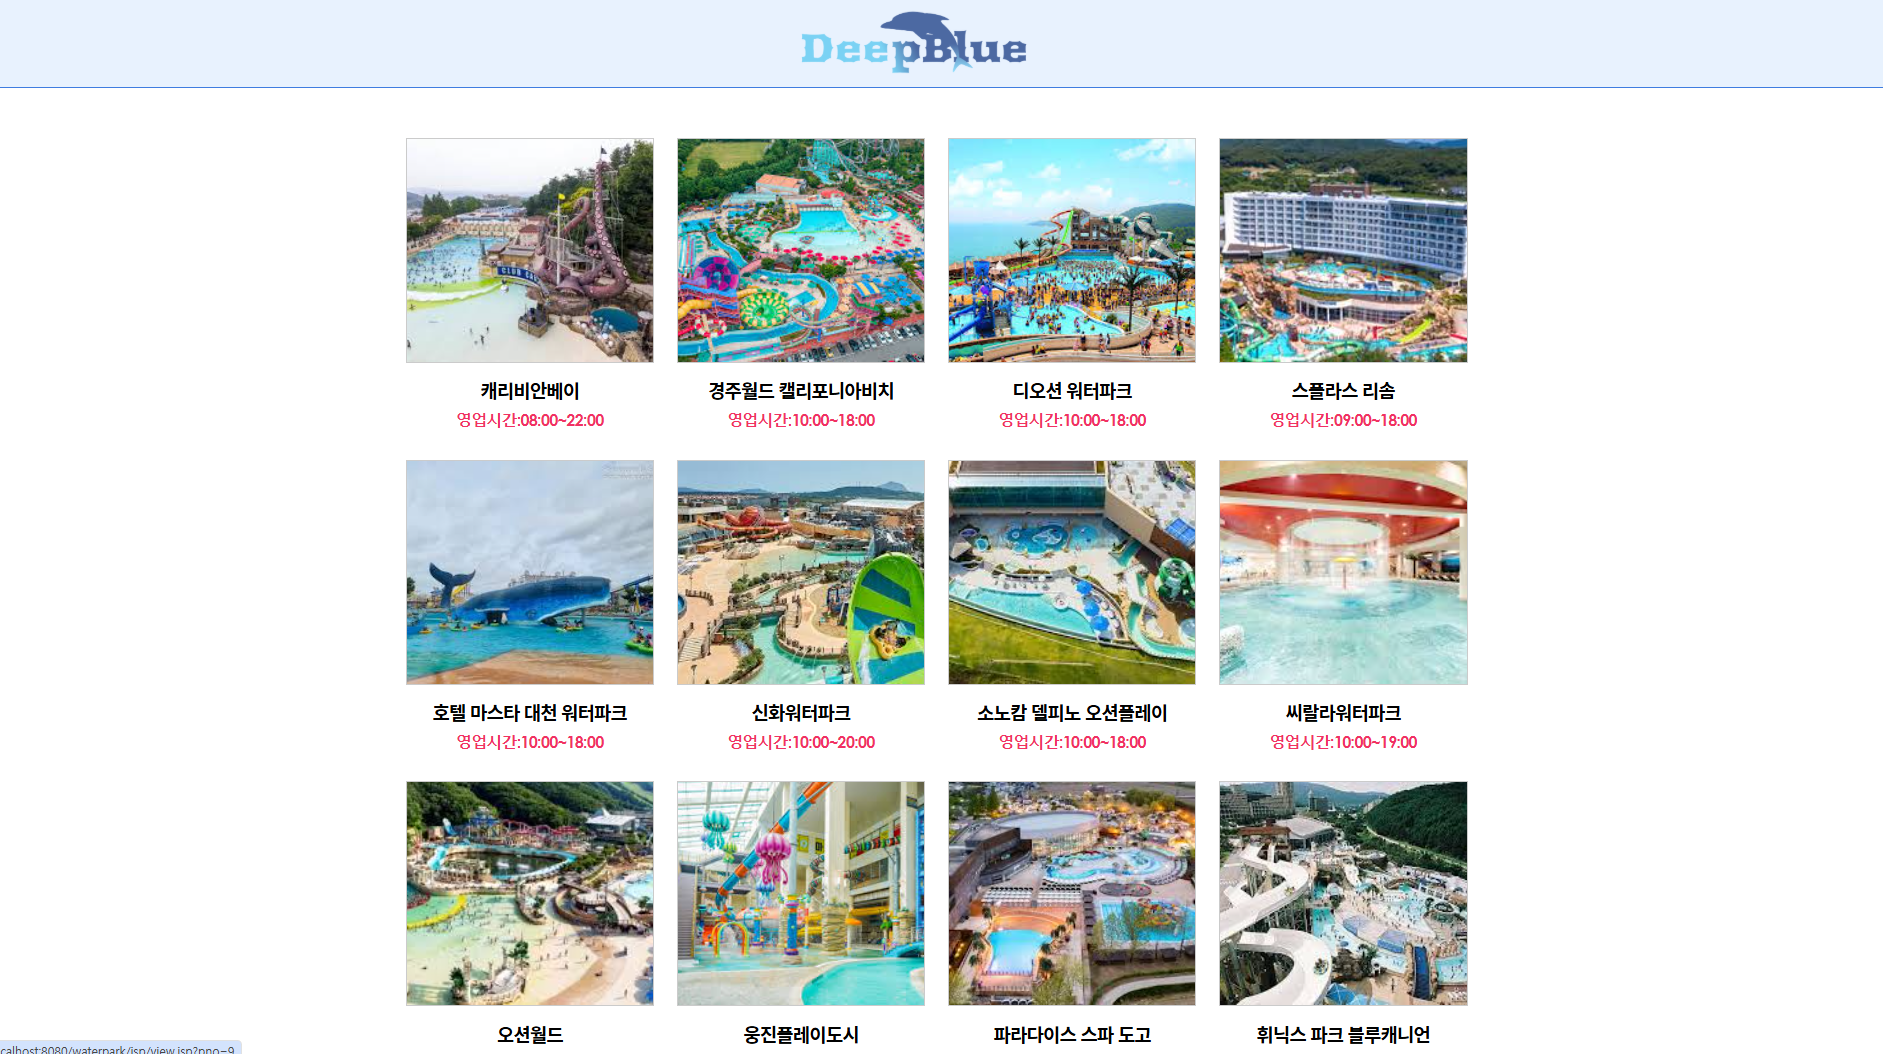 DeepBlue
CLUB CA
캐리비안베이
경주월드 캘리포니아비치
디오션 워터파크
스플라스 리솜
영업시간:08:00~22:00
영업시간:10:00~18:00
영업시간:10:00~18:00
영업시간:09:00~18:00
호텔 마스타 대천 워터파크
신화워터파크
소노캄 델피노 오션플레이
씨랄라워터파크
영업시간:10:00~18:00
영업시간:10:00~20:00
영업시간:10:00~18:00
영업시간:10:00~19:00
오션월드
웅진플레이도시
파라다이스 스파 도고
휘닉스 파크 블루캐니언
calhost:8080/waterpark/jsp/view.jsp?pno=9